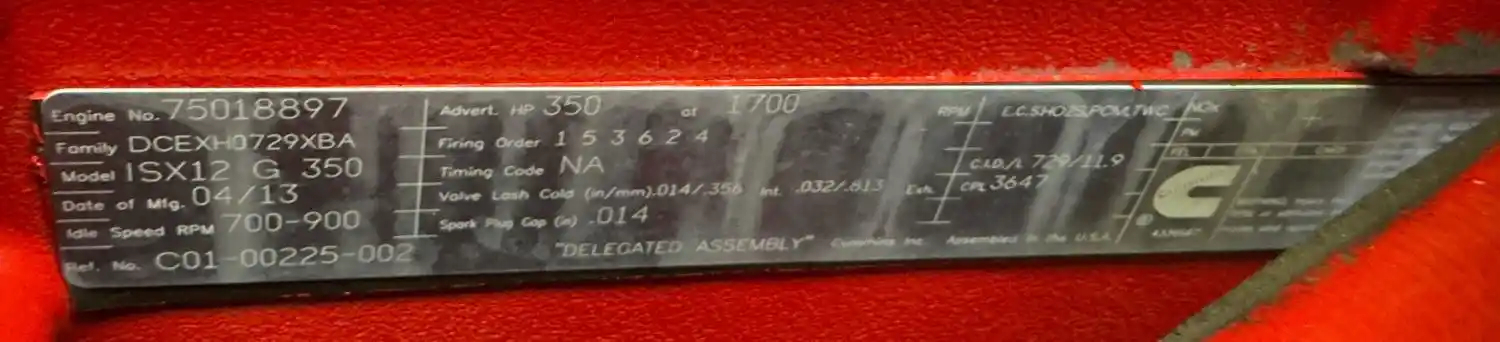 Engine No. 75018897
Family DCEXH0729XBA
Model ISX12 G 350
Date of Mfg. 04/13
Idle Speed RPM 700-900
Ref. No. C01-00225-002
Advert. HP 350 at 1700 RPM
Firing Order 1 5 3 6 2 4
Timing Code NA
Valve Lash Cold (in/mm) .014/.356 Int. .032/.813 Exh.
Spark Plug Gap (in) .014
"DELEGATED ASSEMBLY" Cummins Inc. Assembled in the U.S.A.
C.I.D./L 729/11.9
CPL 3647
NOX
PM